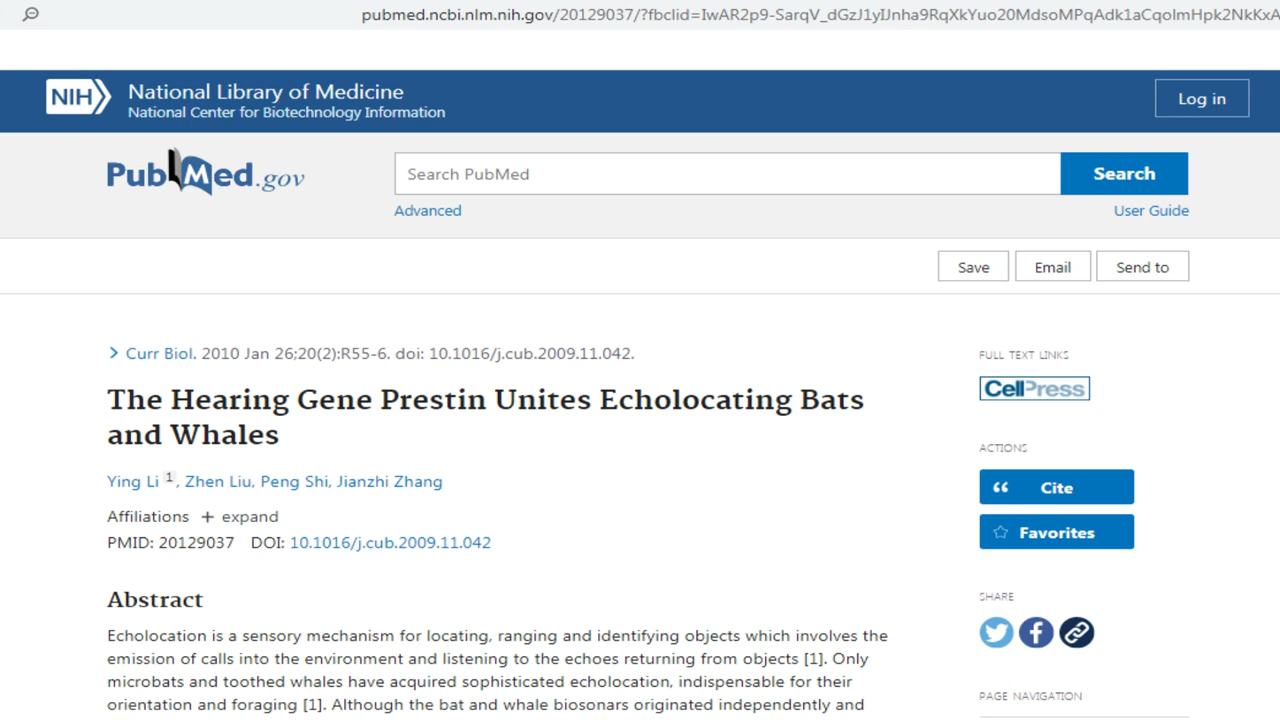 pubmed.ncbi.nlm.nih.gov/20129037/?fbclid=IwAR2p9-SarqV_dGzJ1yIJnha9RqXkYuo20MdsoMPqAdk1aCqolmHpk2NkKxA
NIH
National Library of Medicine
National Center for Biotechnology Information
Log in
PubMed.gov
Search PubMed
Search
Advanced
User Guide
Save
Email
Send to
> Curr Biol. 2010 Jan 26;20(2):R55-6. doi: 10.1016/j.cub.2009.11.042.
The Hearing Gene Prestin Unites Echolocating Bats
and Whales
Ying Li 1, Zhen Liu, Peng Shi, Jianzhi Zhang
Affiliations + expand
PMID: 20129037 DOI: 10.1016/j.cub.2009.11.042
Abstract
Echolocation is a sensory mechanism for locating, ranging and identifying objects which involves the
emission of calls into the environment and listening to the echoes returning from objects [1]. Only
microbats and toothed whales have acquired sophisticated echolocation, indispensable for their
orientation and foraging [1]. Although the bat and whale biosonars originated independently and
FULL TEXT LINKS
CellPress
ACTIONS
Cite
Favorites
SHARE
PAGE NAVIGATION